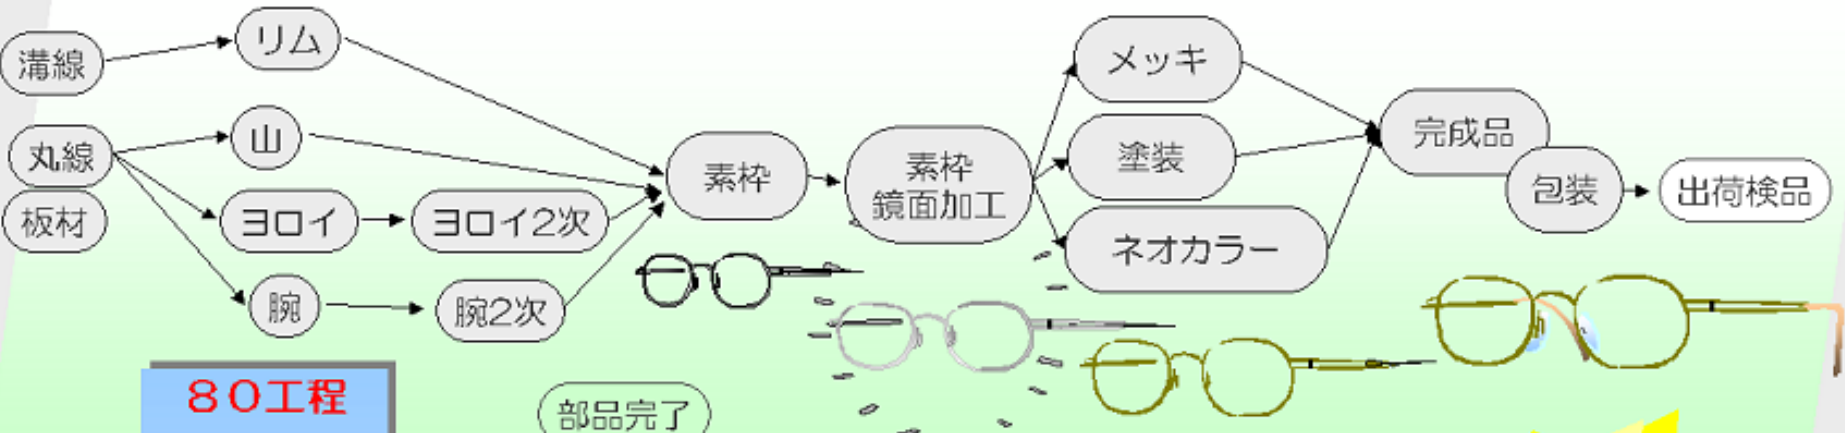 溝線
リム
丸線
板材
山
ヨロイ
ヨロイ2次
腕
腕2次
素枠
素枠
鏡面加工
メッキ
塗装
ネオカラー
完成品
包装
出荷検品
８０工程
部品完了